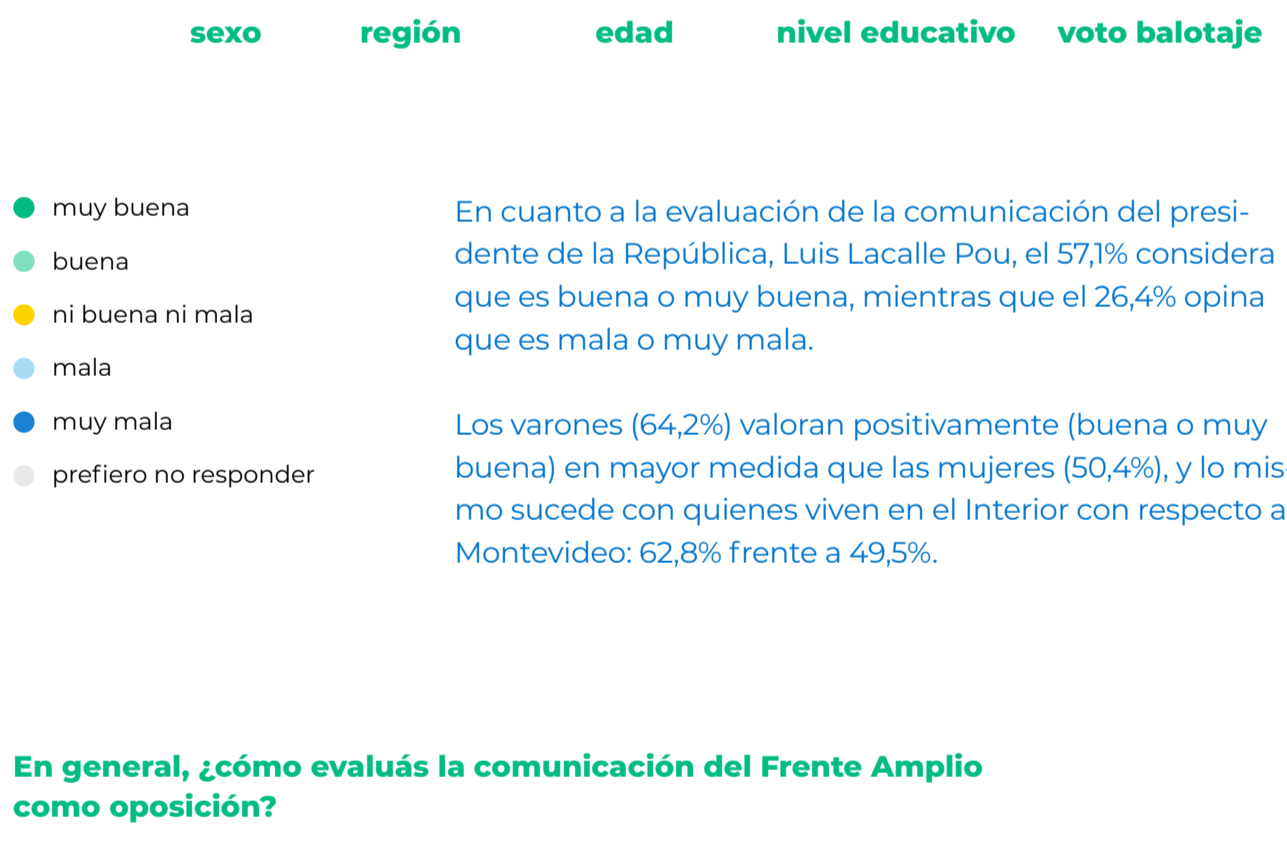 sexo región edad nivel educativo voto balotaje
muy buena
buena
ni buena ni mala
mala
muy mala
prefiero no responder
En cuanto a la evaluación de la comunicación del presi-
dente de la República, Luis Lacalle Pou, el 57,1% considera
que es buena o muy buena, mientras que el 26,4% opina
que es mala o muy mala.
Los varones (64,2%) valoran positivamente (buena o muy
buena) en mayor medida que las mujeres (50,4%), y lo mis-
mo sucede con quienes viven en el Interior con respecto a
Montevideo: 62,8% frente a 49,5%.
En general, ¿cómo evaluás la comunicación del Frente Amplio
como oposición?